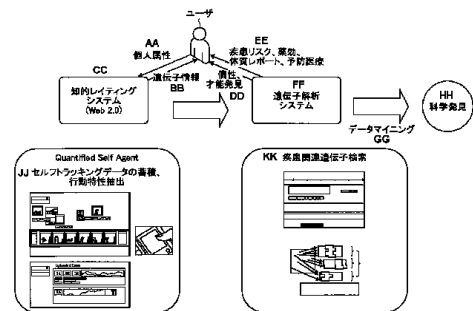 ユーザ
AA
個人属性
EE
疾患リスク、薬効、
体質レポート、予防医療
CC
遺伝子情報
BB
個性、
才能発見
DD
FF
遺伝子解析
システム
知的レイティング
システム
(Web 2.0)
HH
科学発見
データマイニング
GG
Quantified Self Agent
JJ セルフトラッキングデータの蓄積、
行動特性抽出
KK 疾患関連遺伝子検索